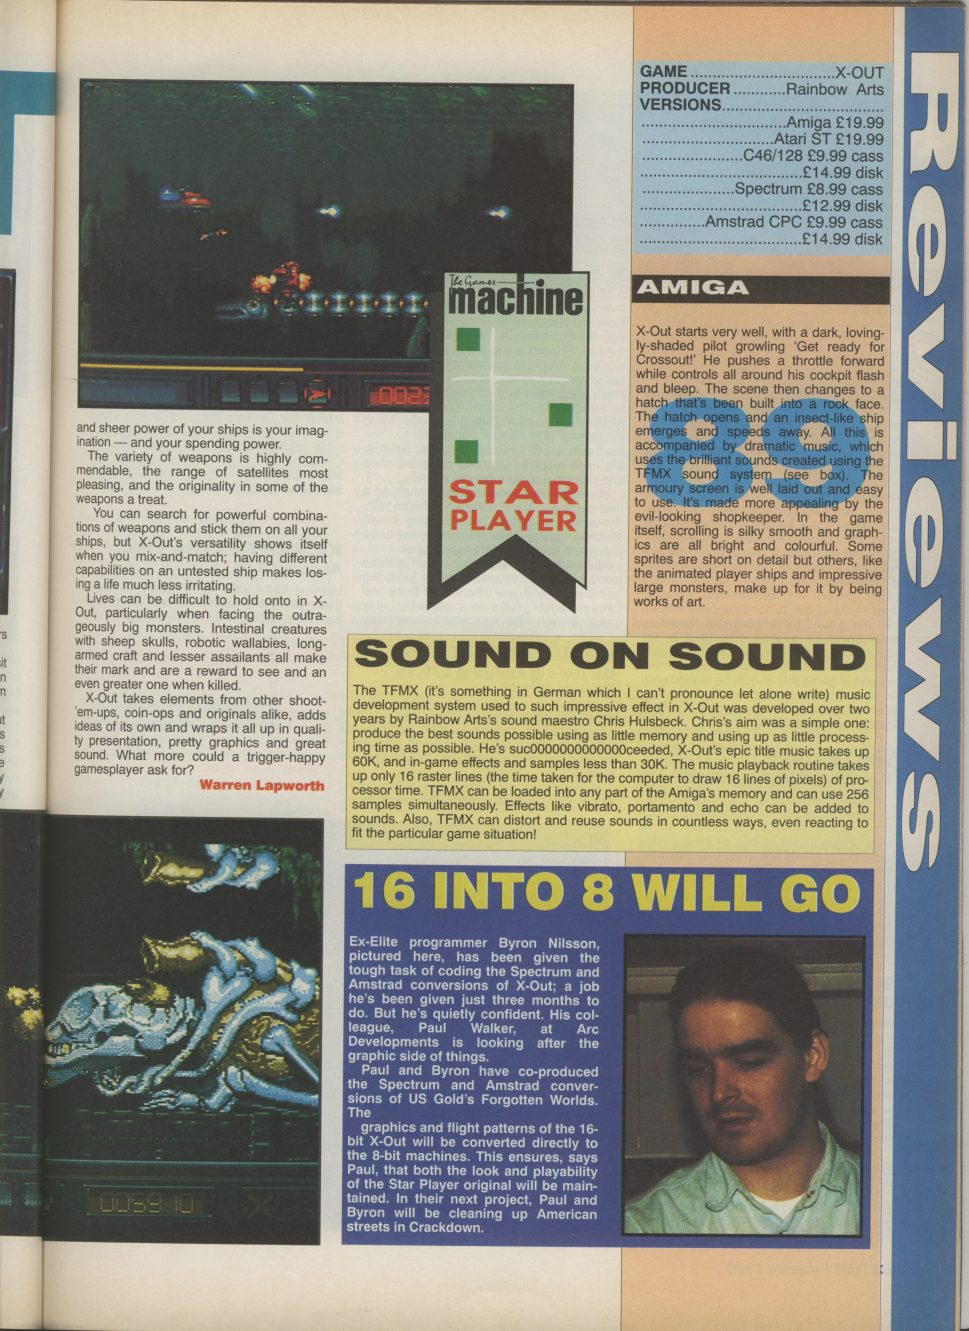 GAME ..................................X-OUT
PRODUCER ............Rainbow Arts
VERSIONS.....................................
..................................Amiga £19.99
...............................Atari ST £19.99
........................C46/128 £9.99 cass
......................................£14.99 disk
......................Spectrum £8.99 cass
......................................£12.99 disk
...............Amstrad CPC £9.99 cass
......................................£14.99 disk
Reviews
AMIGA
X-Out starts very well, with a dark, loving-
ly-shaded pilot growling 'Get ready for
Crossout!' He pushes a throttle forward
while controls all around his cockpit flash
and bleep. The scene then changes to a
hatch that's been built into a rock face.
The hatch opens and an insect-like ship
emerges and speeds away. All this is
accompanied by dramatic music, which
uses the brilliant sounds created using the
TFMX sound system (see box). The
armoury screen is well laid out and easy
to use. It's made more appealing by the
evil-looking shopkeeper. In the game
itself, scrolling is silky smooth and graph-
ics are all bright and colourful. Some
sprites are short on detail but others, like
the animated player ships and impressive
large monsters, make up for it by being
works of art.
89
The Games
machine
STAR
PLAYER
0023
and sheer power of your ships is your imag-
ination — and your spending power.
The variety of weapons is highly com-
mendable, the range of satellites most
pleasing, and the originality in some of the
weapons a treat.
You can search for powerful combina-
tions of weapons and stick them on all your
ships, but X-Out's versatility shows itself
when you mix-and-match; having different
capabilities on an untested ship makes los-
ing a life much less irritating.
Lives can be difficult to hold onto in X-
Out, particularly when facing the outra-
geously big monsters. Intestinal creatures
with sheep skulls, robotic wallabies, long-
armed craft and lesser assailants all make
their mark and are a reward to see and an
even greater one when killed.
X-Out takes elements from other shoot-
'em-ups, coin-ops and originals alike, adds
ideas of its own and wraps it all up in quali-
ty presentation, pretty graphics and great
sound. What more could a trigger-happy
gamesplayer ask for?
Warren Lapworth
SOUND ON SOUND
The TFMX (it's something in German which I can't pronounce let alone write) music
development system used to such impressive effect in X-Out was developed over two
years by Rainbow Arts's sound maestro Chris Hulsbeck. Chris's aim was a simple one:
produce the best sounds possible using as little memory and using up as little process-
ing time as possible. He's suc0000000000000ceeded, X-Out's epic title music takes up
60K, and in-game effects and samples less than 30K. The music playback routine takes
up only 16 raster lines (the time taken for the computer to draw 16 lines of pixels) of pro-
cessor time. TFMX can be loaded into any part of the Amiga's memory and can use 256
samples simultaneously. Effects like vibrato, portamento and echo can be added to
sounds. Also, TFMX can distort and reuse sounds in countless ways, even reacting to
fit the particular game situation!
16 INTO 8 WILL GO
Ex-Elite programmer Byron Nilsson,
pictured here, has been given the
tough task of coding the Spectrum and
Amstrad conversions of X-Out; a job
he's been given just three months to
do. But he's quietly confident. His col-
league, Paul Walker, at Arc
Developments is looking after the
graphic side of things.
Paul and Byron have co-produced
the Spectrum and Amstrad conver-
sions of US Gold's Forgotten Worlds.
The
graphics and flight patterns of the 16-
bit X-Out will be converted directly to
the 8-bit machines. This ensures, says
Paul, that both the look and playability
of the Star Player original will be main-
tained. In their next project, Paul and
Byron will be cleaning up American
streets in Crackdown.
005910